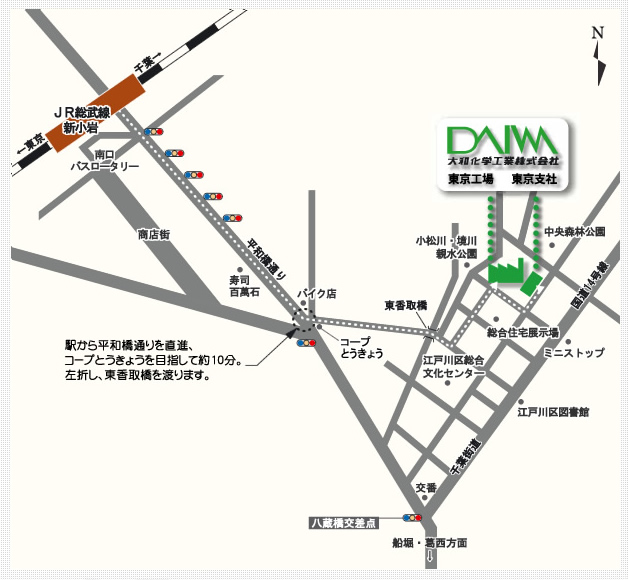 N
千葉→
JR総武線
新小岩
←東京
南口
バスロータリー
DAIWA
大和化学工業株式会社
東京工場 東京支社
商店街
平和橋通り
寿司
百萬石
バイク店
小松川・境川
親水公園
中央森林公園
国道14号線
東香取橋
コープ
とうきょう
総合住宅展示場
ミニストップ
駅から平和橋通りを直進、
コープとうきょうを目指して約10分。
左折し、東香取橋を渡ります。
江戸川区総合
文化センター
江戸川区図書館
千葉街道
交番
八蔵橋交差点
船堀・葛西方面
↓